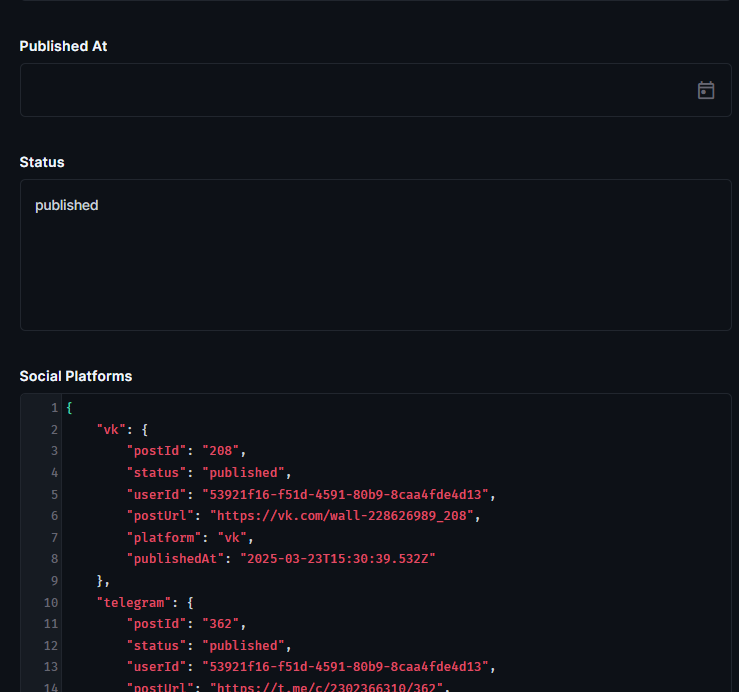 Published At
Status
published
Social Platforms
1 {
2 "vk": {
3 "postId": "208",
4 "status": "published",
5 "userId": "53921f16-f51d-4591-80b9-8caa4fde4d13",
6 "postUrl": "https://vk.com/wall-228626989_208",
7 "platform": "vk",
8 "publishedAt": "2025-03-23T15:30:39.532Z"
9 },
10 "telegram": {
11 "postId": "362",
12 "status": "published",
13 "userId": "53921f16-f51d-4591-80b9-8caa4fde4d13",
14 "postUrl": "https://t.me/c/2302366310/362",